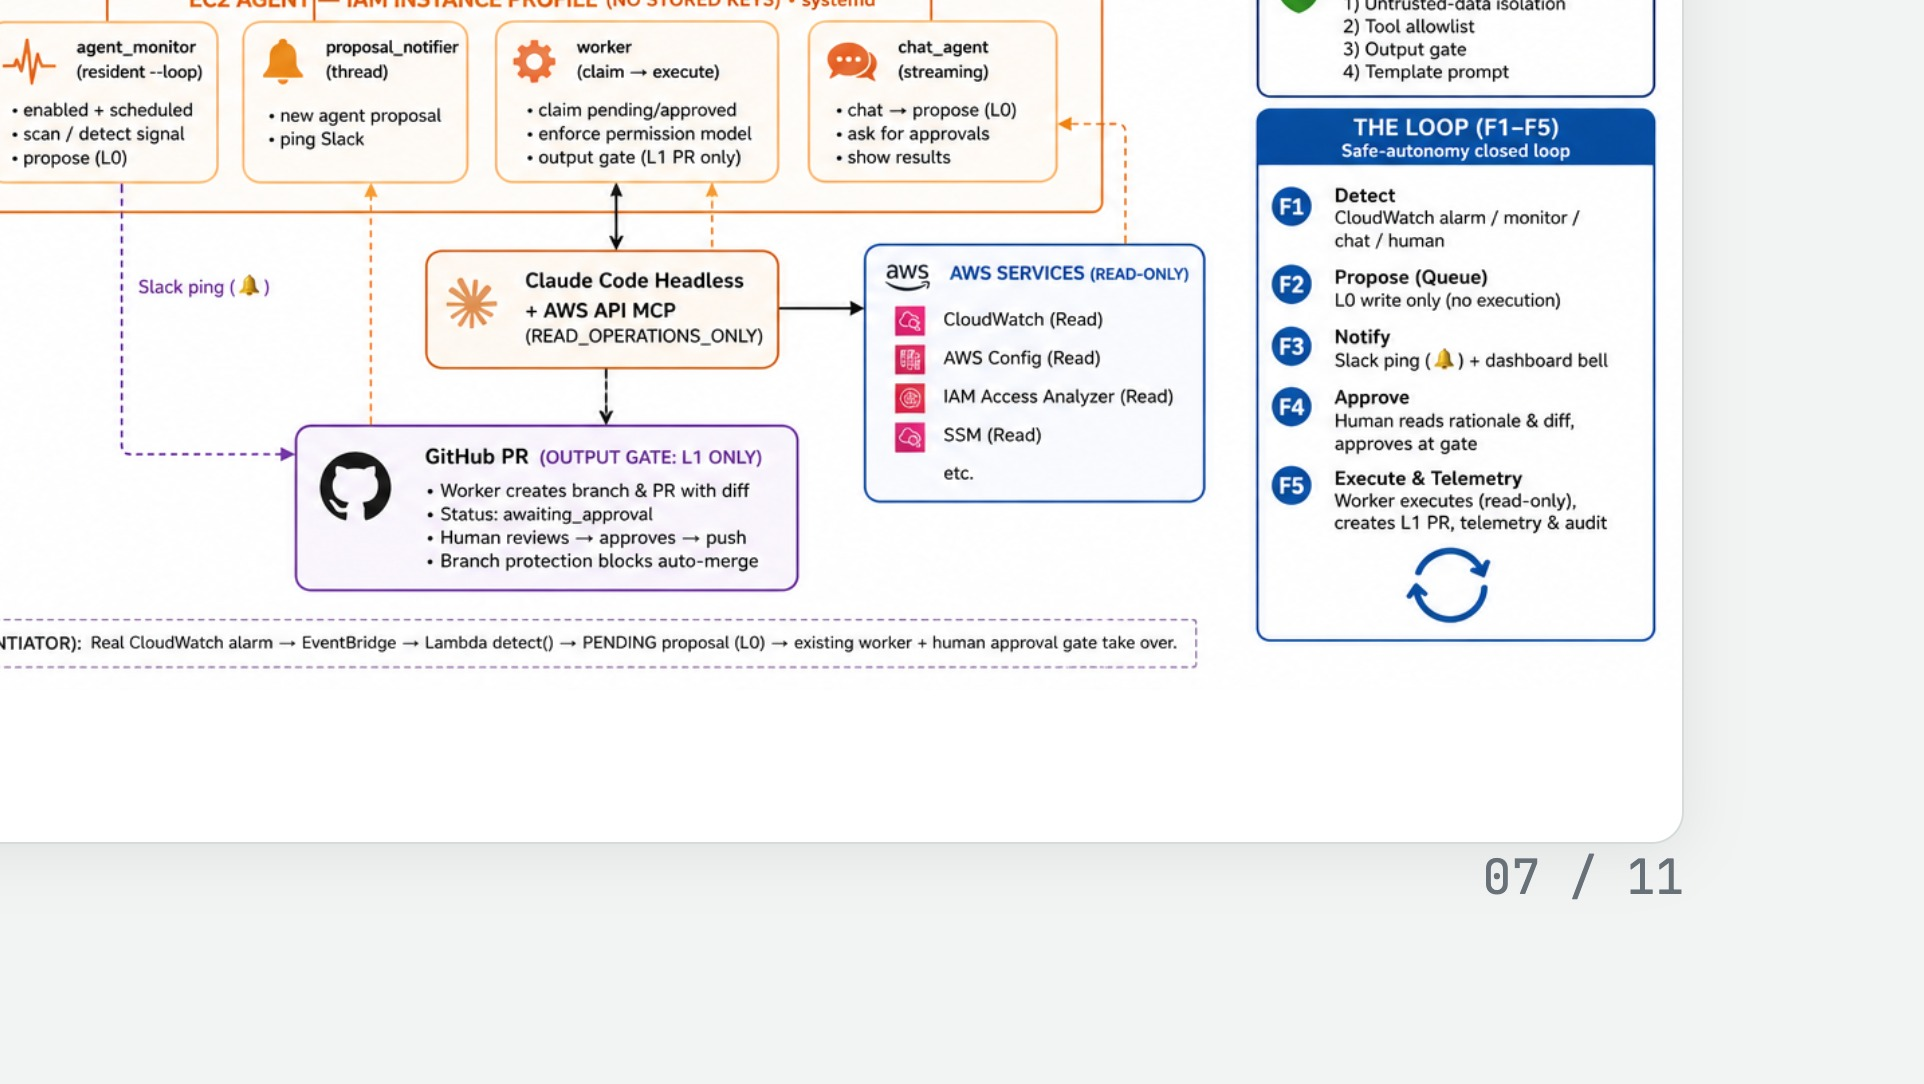 EC2 AGENT — IAM INSTANCE PROFILE (NO STORED KEYS) • systemd
agent_monitor
(resident --loop)
• enabled + scheduled
• scan / detect signal
• propose (L0)
proposal_notifier
(thread)
• new agent proposal
• ping Slack
worker
(claim → execute)
• claim pending/approved
• enforce permission model
• output gate (L1 PR only)
chat_agent
(streaming)
• chat → propose (L0)
• ask for approvals
• show results
Slack ping (🔔)
Claude Code Headless
+ AWS API MCP
(READ_OPERATIONS_ONLY)
aws
AWS SERVICES (READ-ONLY)
CloudWatch (Read)
AWS Config (Read)
IAM Access Analyzer (Read)
SSM (Read)
etc.
GitHub PR (OUTPUT GATE: L1 ONLY)
• Worker creates branch & PR with diff
• Status: awaiting_approval
• Human reviews → approves → push
• Branch protection blocks auto-merge
NTIATOR): Real CloudWatch alarm → EventBridge → Lambda detect() → PENDING proposal (L0) → existing worker + human approval gate take over.
1) Untrusted-data isolation
2) Tool allowlist
3) Output gate
4) Template prompt
THE LOOP (F1–F5)
Safe-autonomy closed loop
F1
Detect
CloudWatch alarm / monitor /
chat / human
F2
Propose (Queue)
L0 write only (no execution)
F3
Notify
Slack ping (🔔) + dashboard bell
F4
Approve
Human reads rationale & diff,
approves at gate
F5
Execute & Telemetry
Worker executes (read-only),
creates L1 PR, telemetry & audit
07 / 11